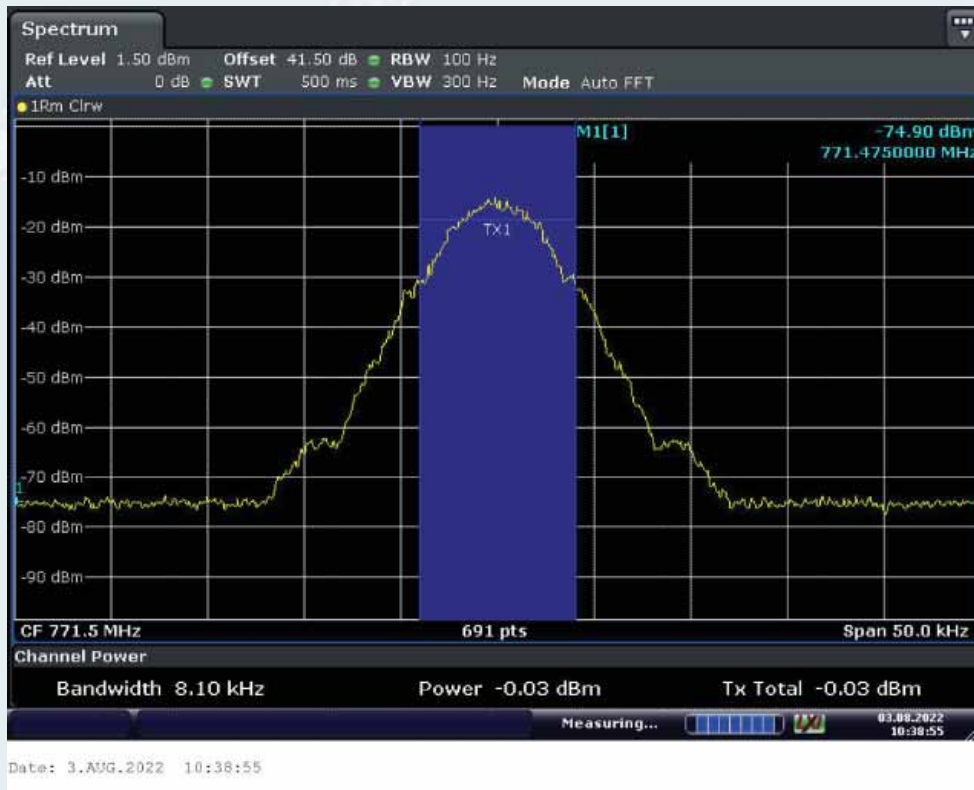 Spectrum
Ref Level 1.50 dBm Offset 41.50 dB RBW 100 Hz
Att 0 dB SWT 500 ms VBW 300 Hz Mode Auto FFT
1Rm Clrw
M1[1] -74.90 dBm
771.4750000 MHz
-10 dBm
-20 dBm
TX1
-30 dBm
-40 dBm
-50 dBm
-60 dBm
1
-70 dBm
-80 dBm
-90 dBm
CF 771.5 MHz 691 pts Span 50.0 kHz
Channel Power
Bandwidth 8.10 kHz Power -0.03 dBm Tx Total -0.03 dBm
Measuring... 03.08.2022
10:38:55
Date: 3.AUG.2022 10:38:55